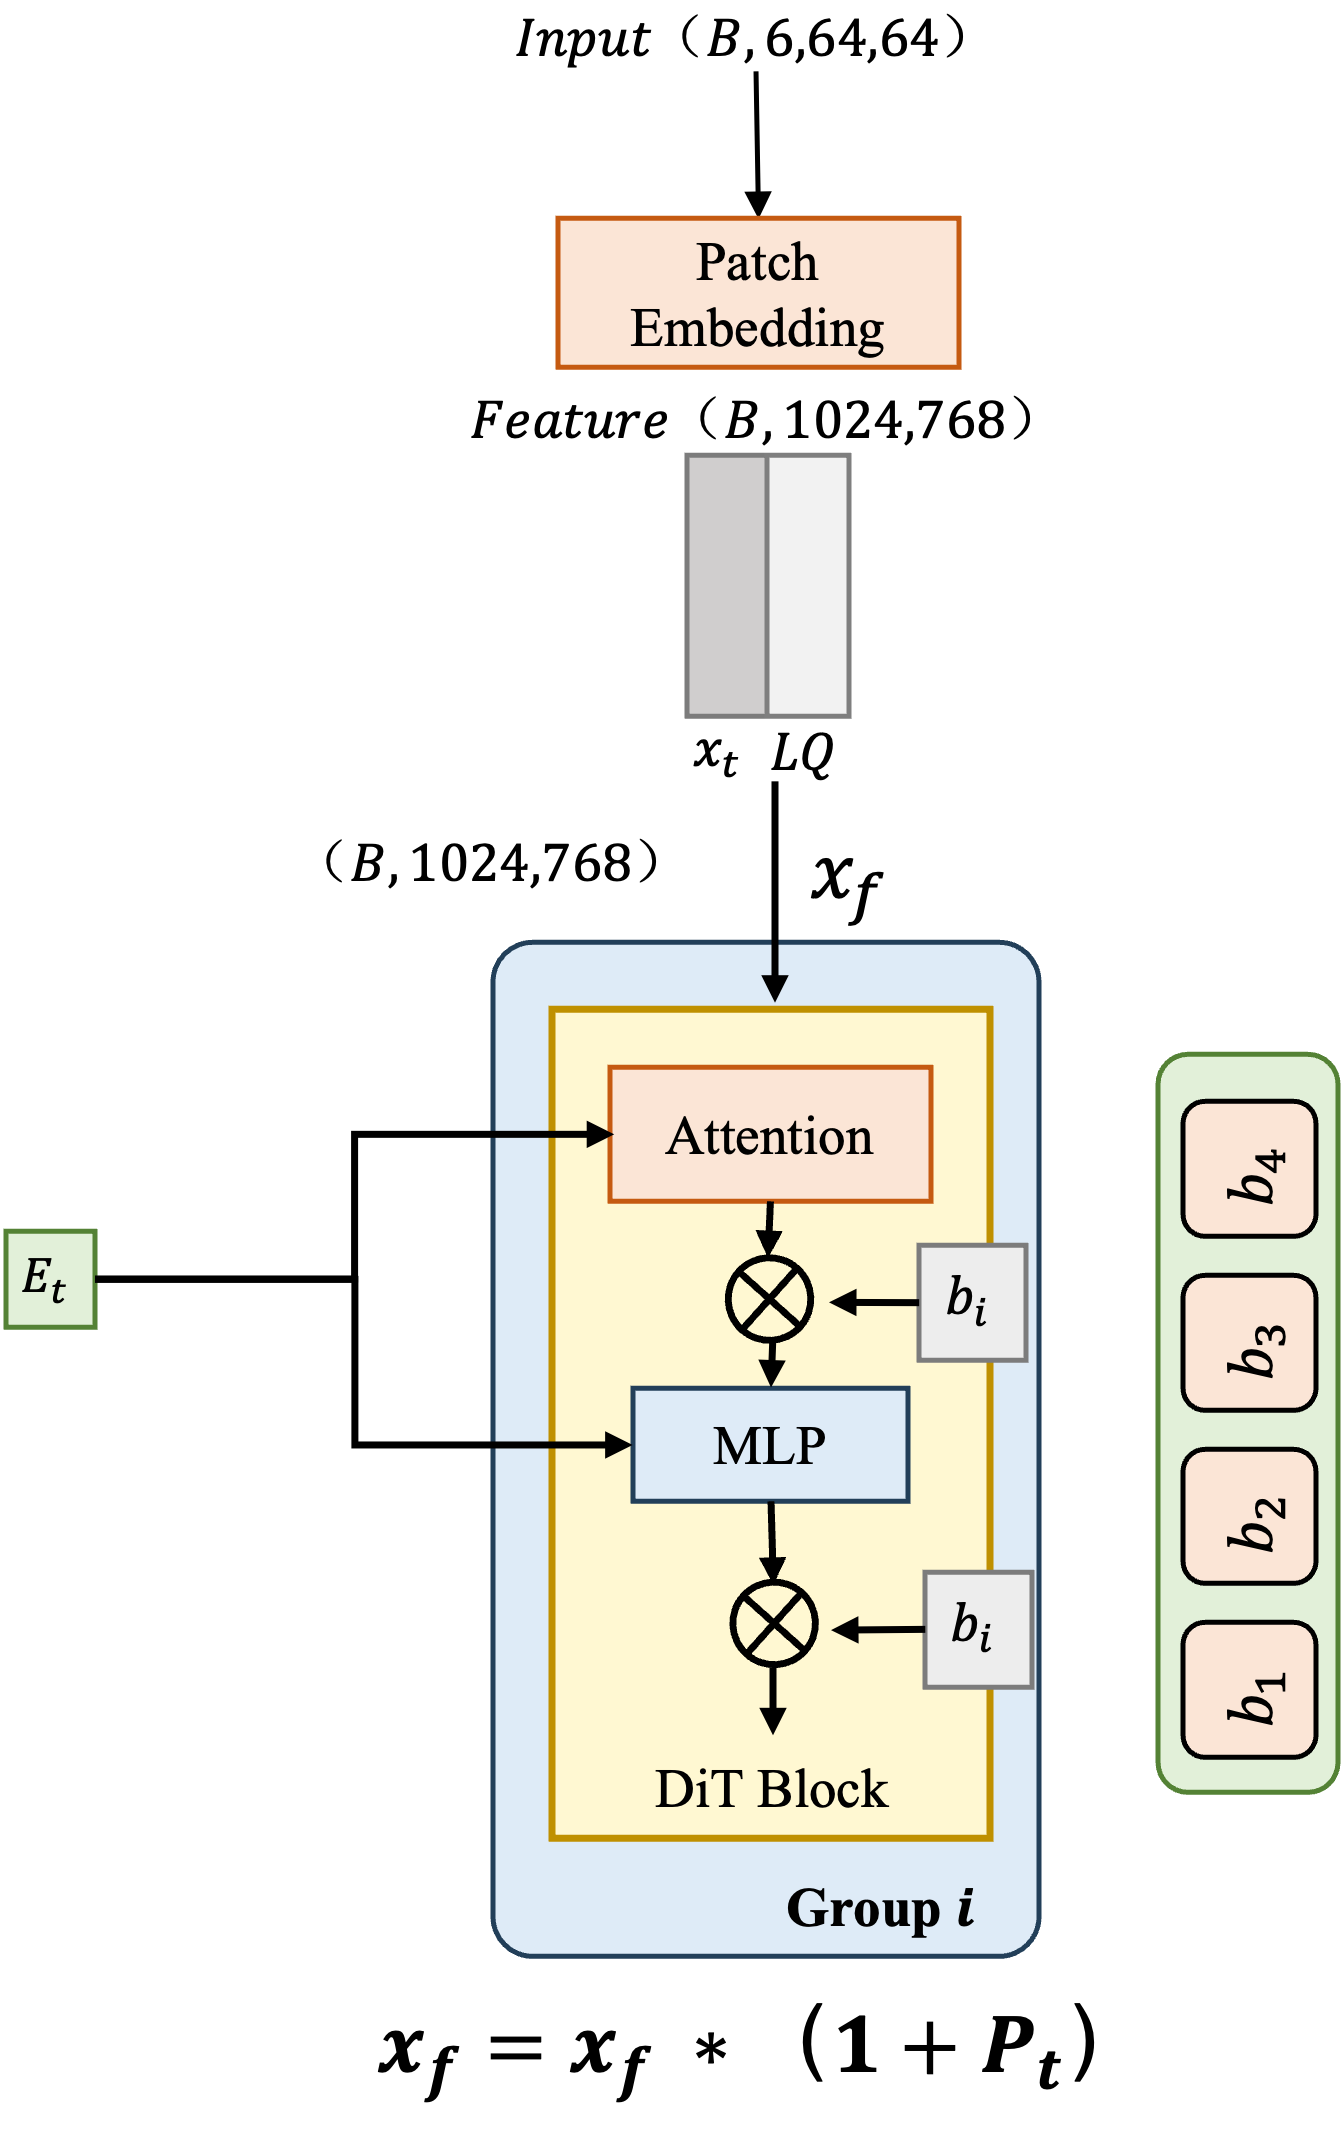 Input（B, 6,64,64）
Patch
Embedding
Feature（B, 1024,768）
x_t LQ
（B, 1024,768）
x_f
Attention
E_t
b_i
MLP
b_i
DiT Block
Group i
b_4
b_3
b_2
b_1
x_f = x_f * （1 + P_t）